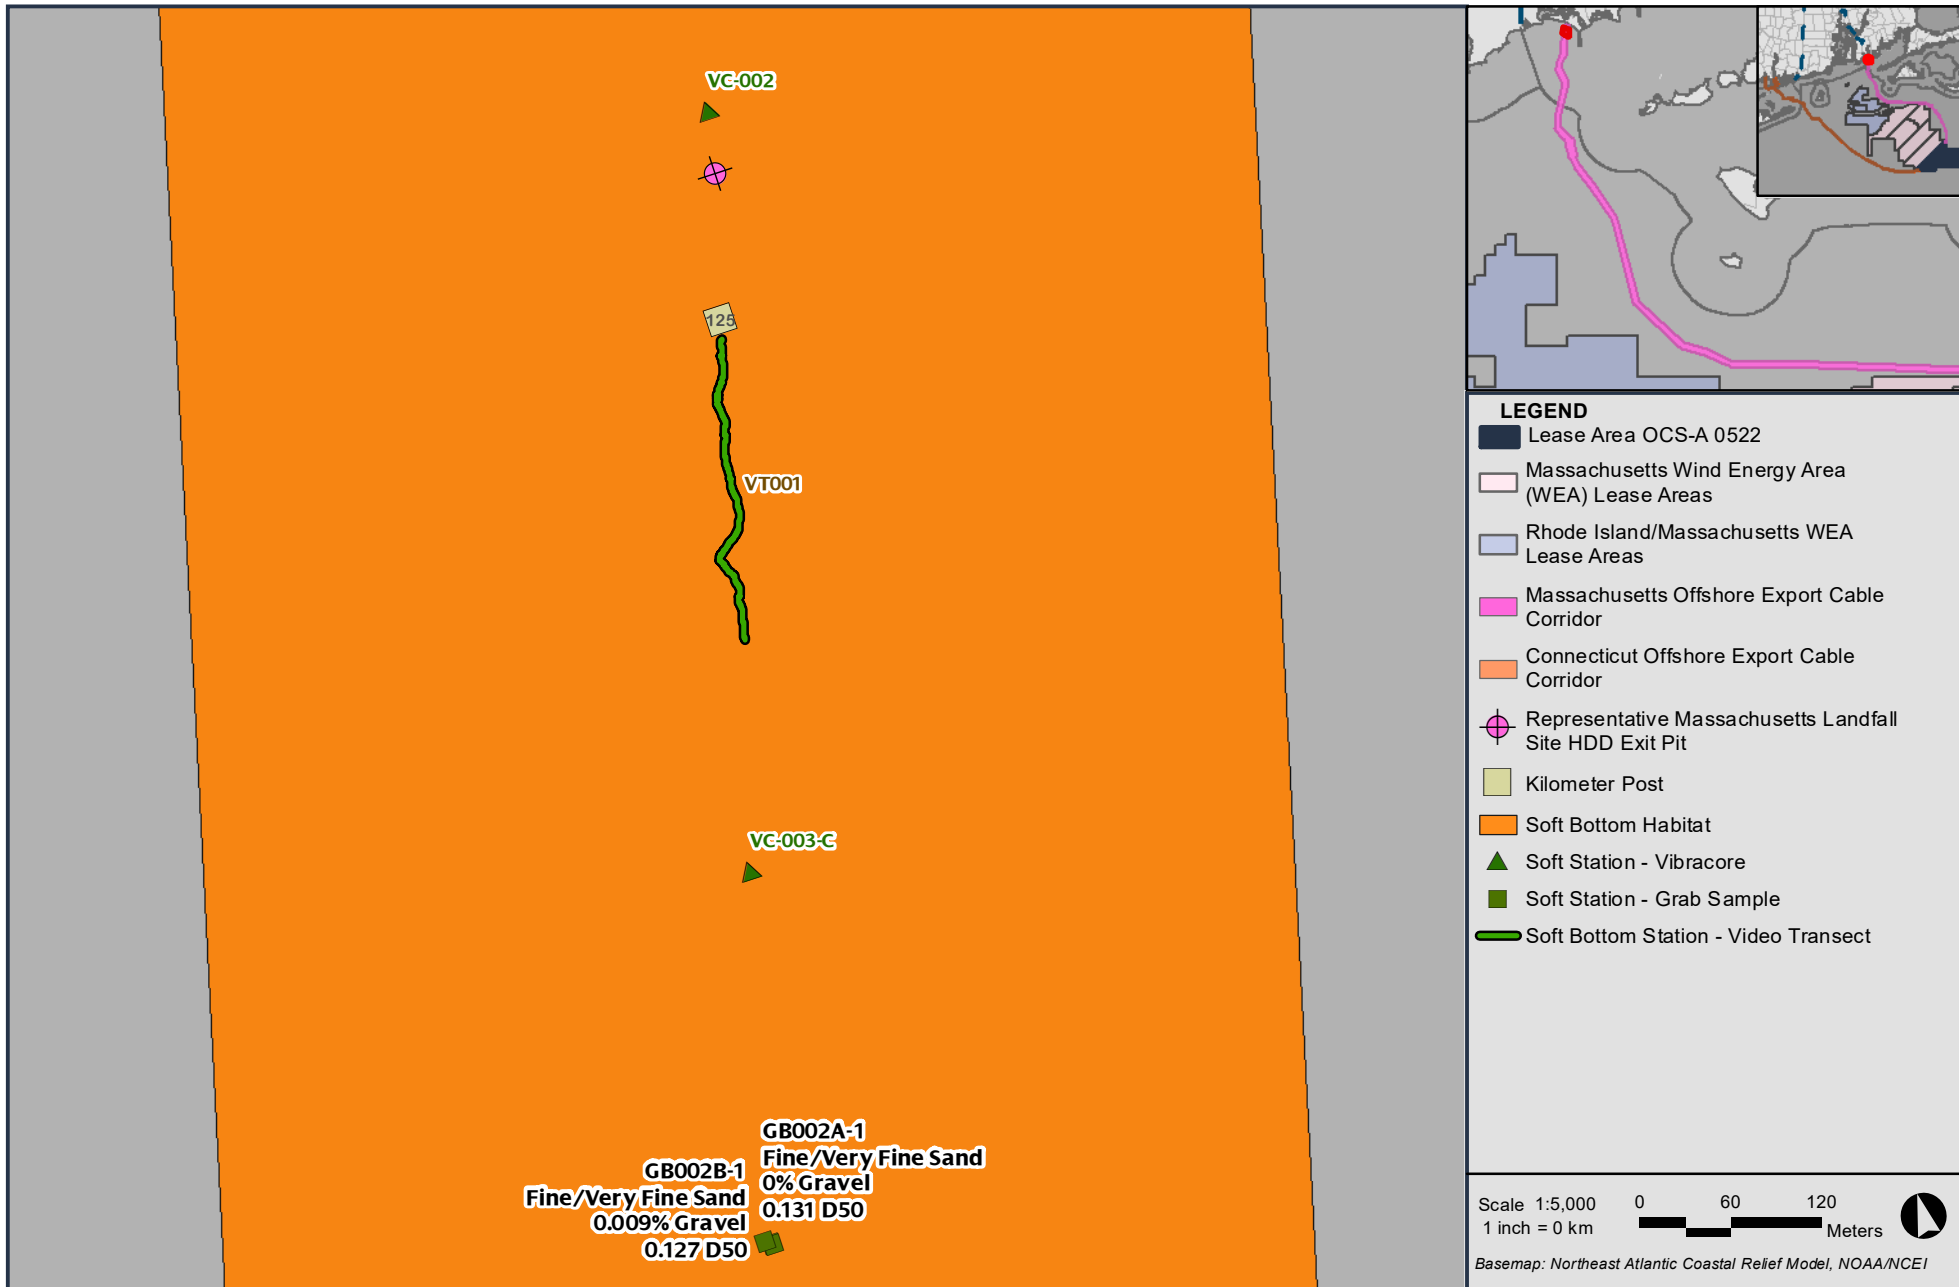 VC-002
125
VT001
VC-003-C
GB002A-1
Fine/Very Fine Sand
0% Gravel
0.131 D50
GB002B-1
Fine/Very Fine Sand
0.009% Gravel
0.127 D50
LEGEND
Lease Area OCS-A 0522
Massachusetts Wind Energy Area
(WEA) Lease Areas
Rhode Island/Massachusetts WEA
Lease Areas
Massachusetts Offshore Export Cable
Corridor
Connecticut Offshore Export Cable
Corridor
Representative Massachusetts Landfall
Site HDD Exit Pit
Kilometer Post
Soft Bottom Habitat
Soft Station - Vibracore
Soft Station - Grab Sample
Soft Bottom Station - Video Transect
Scale 1:5,000
1 inch = 0 km
0 60 120
Meters
Basemap: Northeast Atlantic Coastal Relief Model, NOAA/NCEI